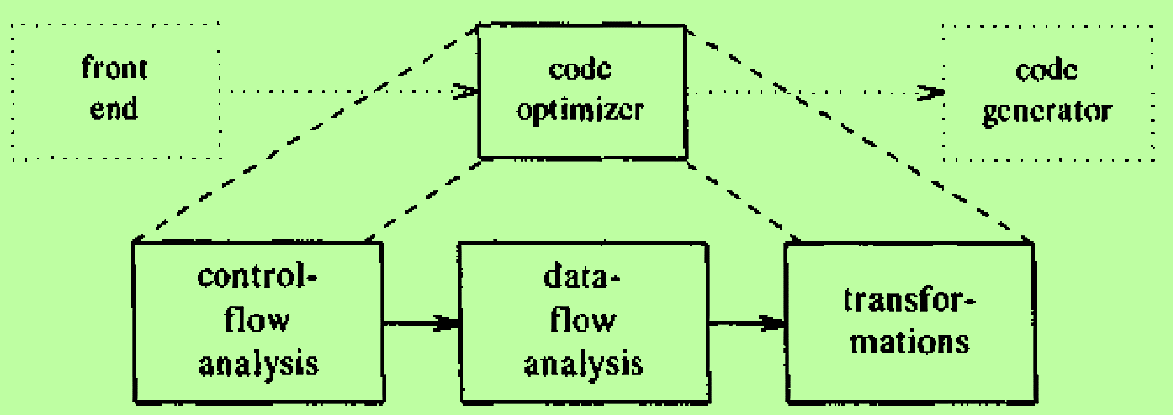 front
end
code
optimizer
code
generator
control-
flow
analysis
data-
flow
analysis
transfor-
mations